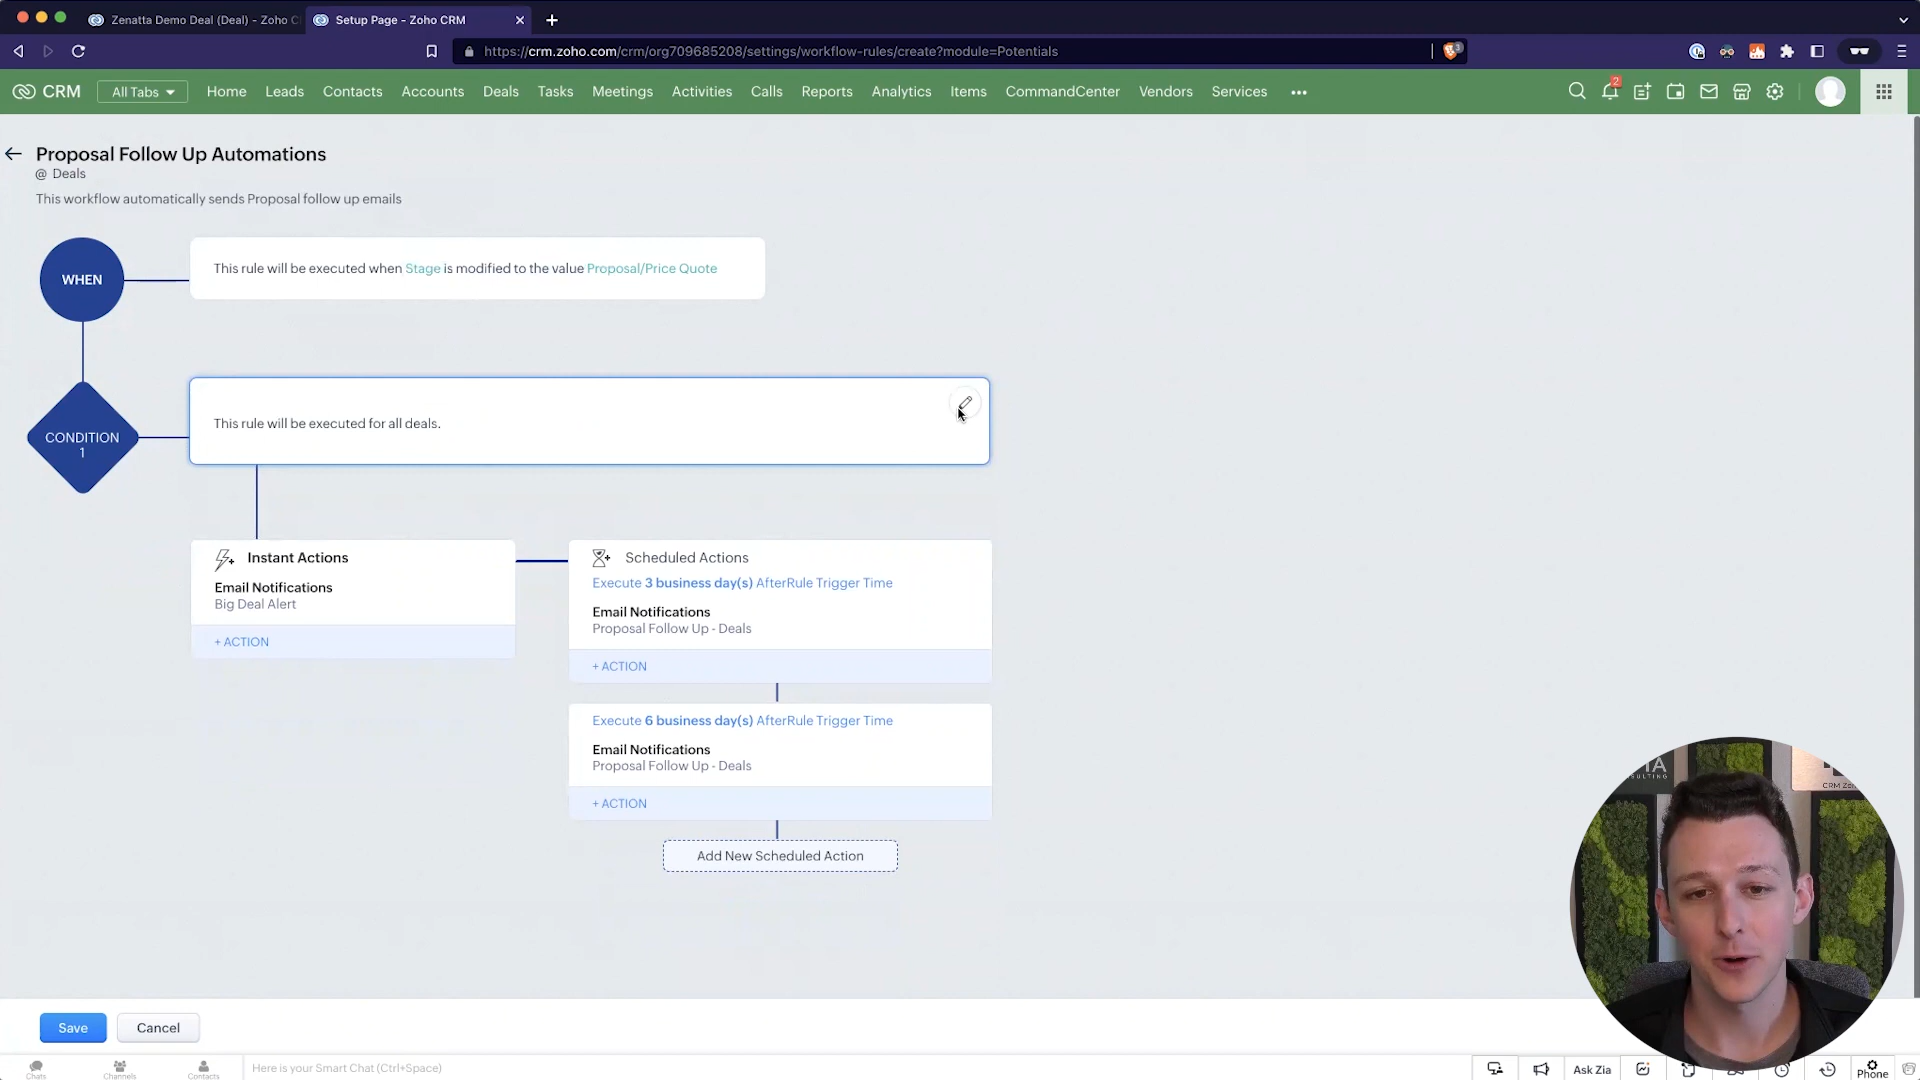 Zenatta Demo Deal (Deal) - Zoho C
Setup Page - Zoho CRM
https://crm.zoho.com/crm/org709685208/settings/workflow-rules/create?module=Potentials
3
CRM
All Tabs
Home
Leads
Contacts
Accounts
Deals
Tasks
Meetings
Activities
Calls
Reports
Analytics
Items
CommandCenter
Vendors
Services
2
Proposal Follow Up Automations
@ Deals
This workflow automatically sends Proposal follow up emails
WHEN
This rule will be executed when Stage is modified to the value Proposal/Price Quote
CONDITION
1
This rule will be executed for all deals.
Instant Actions
Email Notifications
Big Deal Alert
+ ACTION
Scheduled Actions
Execute 3 business day(s) AfterRule Trigger Time
Email Notifications
Proposal Follow Up - Deals
+ ACTION
Execute 6 business day(s) AfterRule Trigger Time
Email Notifications
Proposal Follow Up - Deals
+ ACTION
Add New Scheduled Action
Save
Cancel
Chats
Channels
Contacts
Here is your Smart Chat (Ctrl+Space)
Ask Zia
Phone